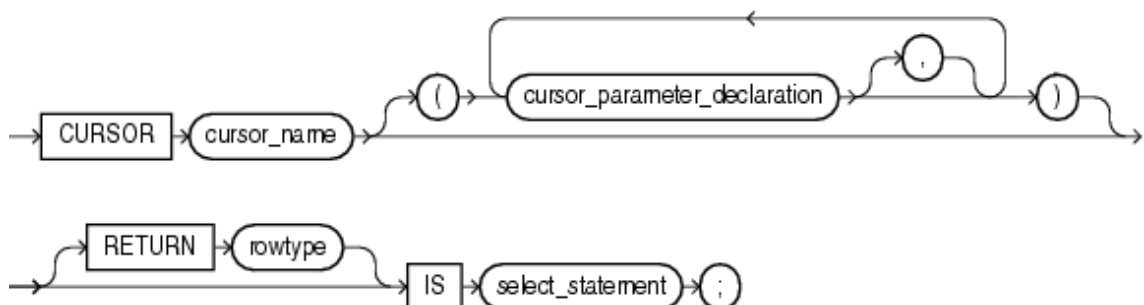 CURSOR cursor_name ( cursor_parameter_declaration , )
RETURN rowtype IS select_statement ;